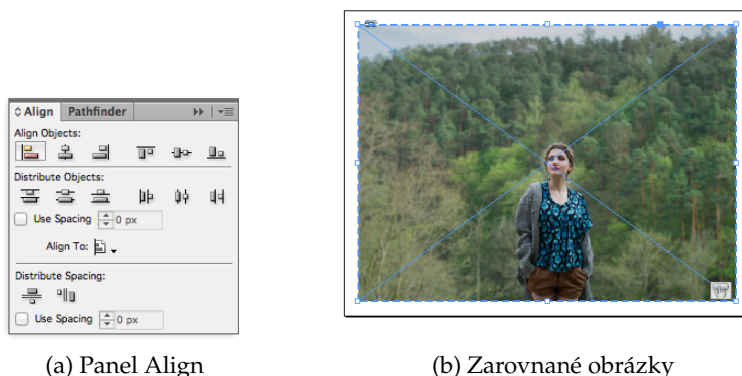 Align Pathfinder
Align Objects:
Distribute Objects:
Use Spacing 0 px
Align To:
Distribute Spacing:
Use Spacing 0 px
(a) Panel Align
(b) Zarovnané obrázky